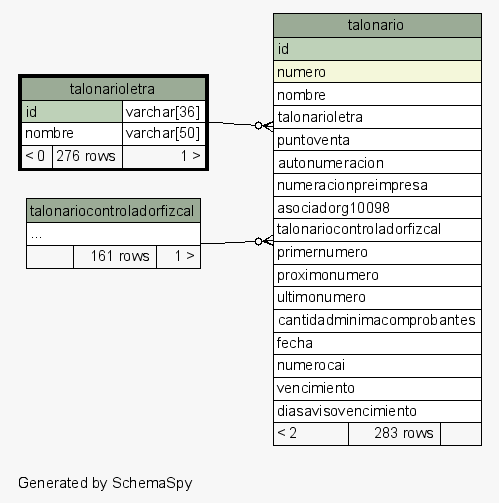 talonarioletra
id varchar[36]
nombre varchar[50]
< 0 276 rows 1 >
talonariocontroladorfizcal
...
161 rows 1 >
talonario
id
numero
nombre
talonarioletra
puntoventa
autonumeracion
numeracionpreimpresa
asociadorg10098
talonariocontroladorfizcal
primernumero
proximonumero
ultimonumero
cantidadminimacomprobantes
fecha
numerocai
vencimiento
diasavisovencimiento
< 2 283 rows
Generated by SchemaSpy